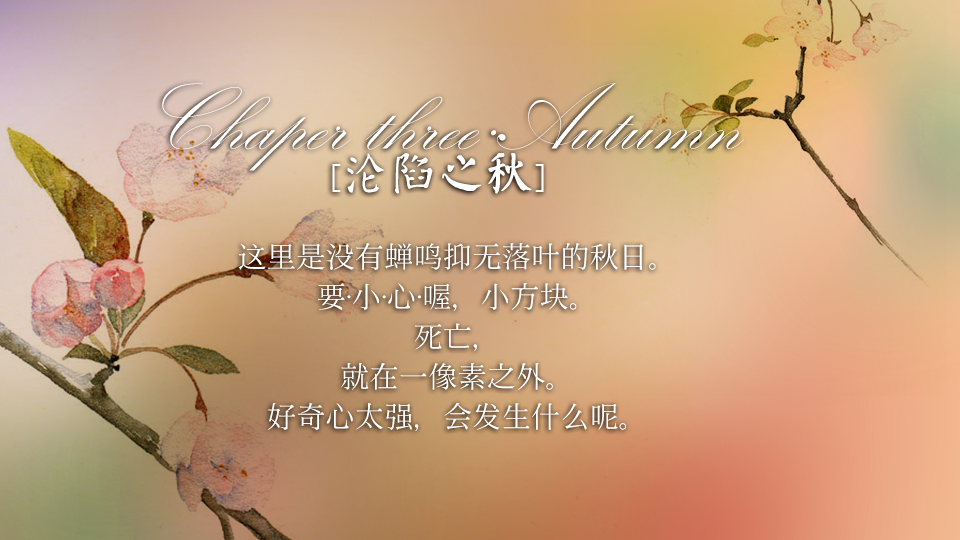 Chaper three·Autumn
[沦陷之秋]
这里是没有蝉鸣抑无落叶的秋日。
要·小·心·喔，小方块。
死亡，
就在一像素之外。
好奇心太强，会发生什么呢。